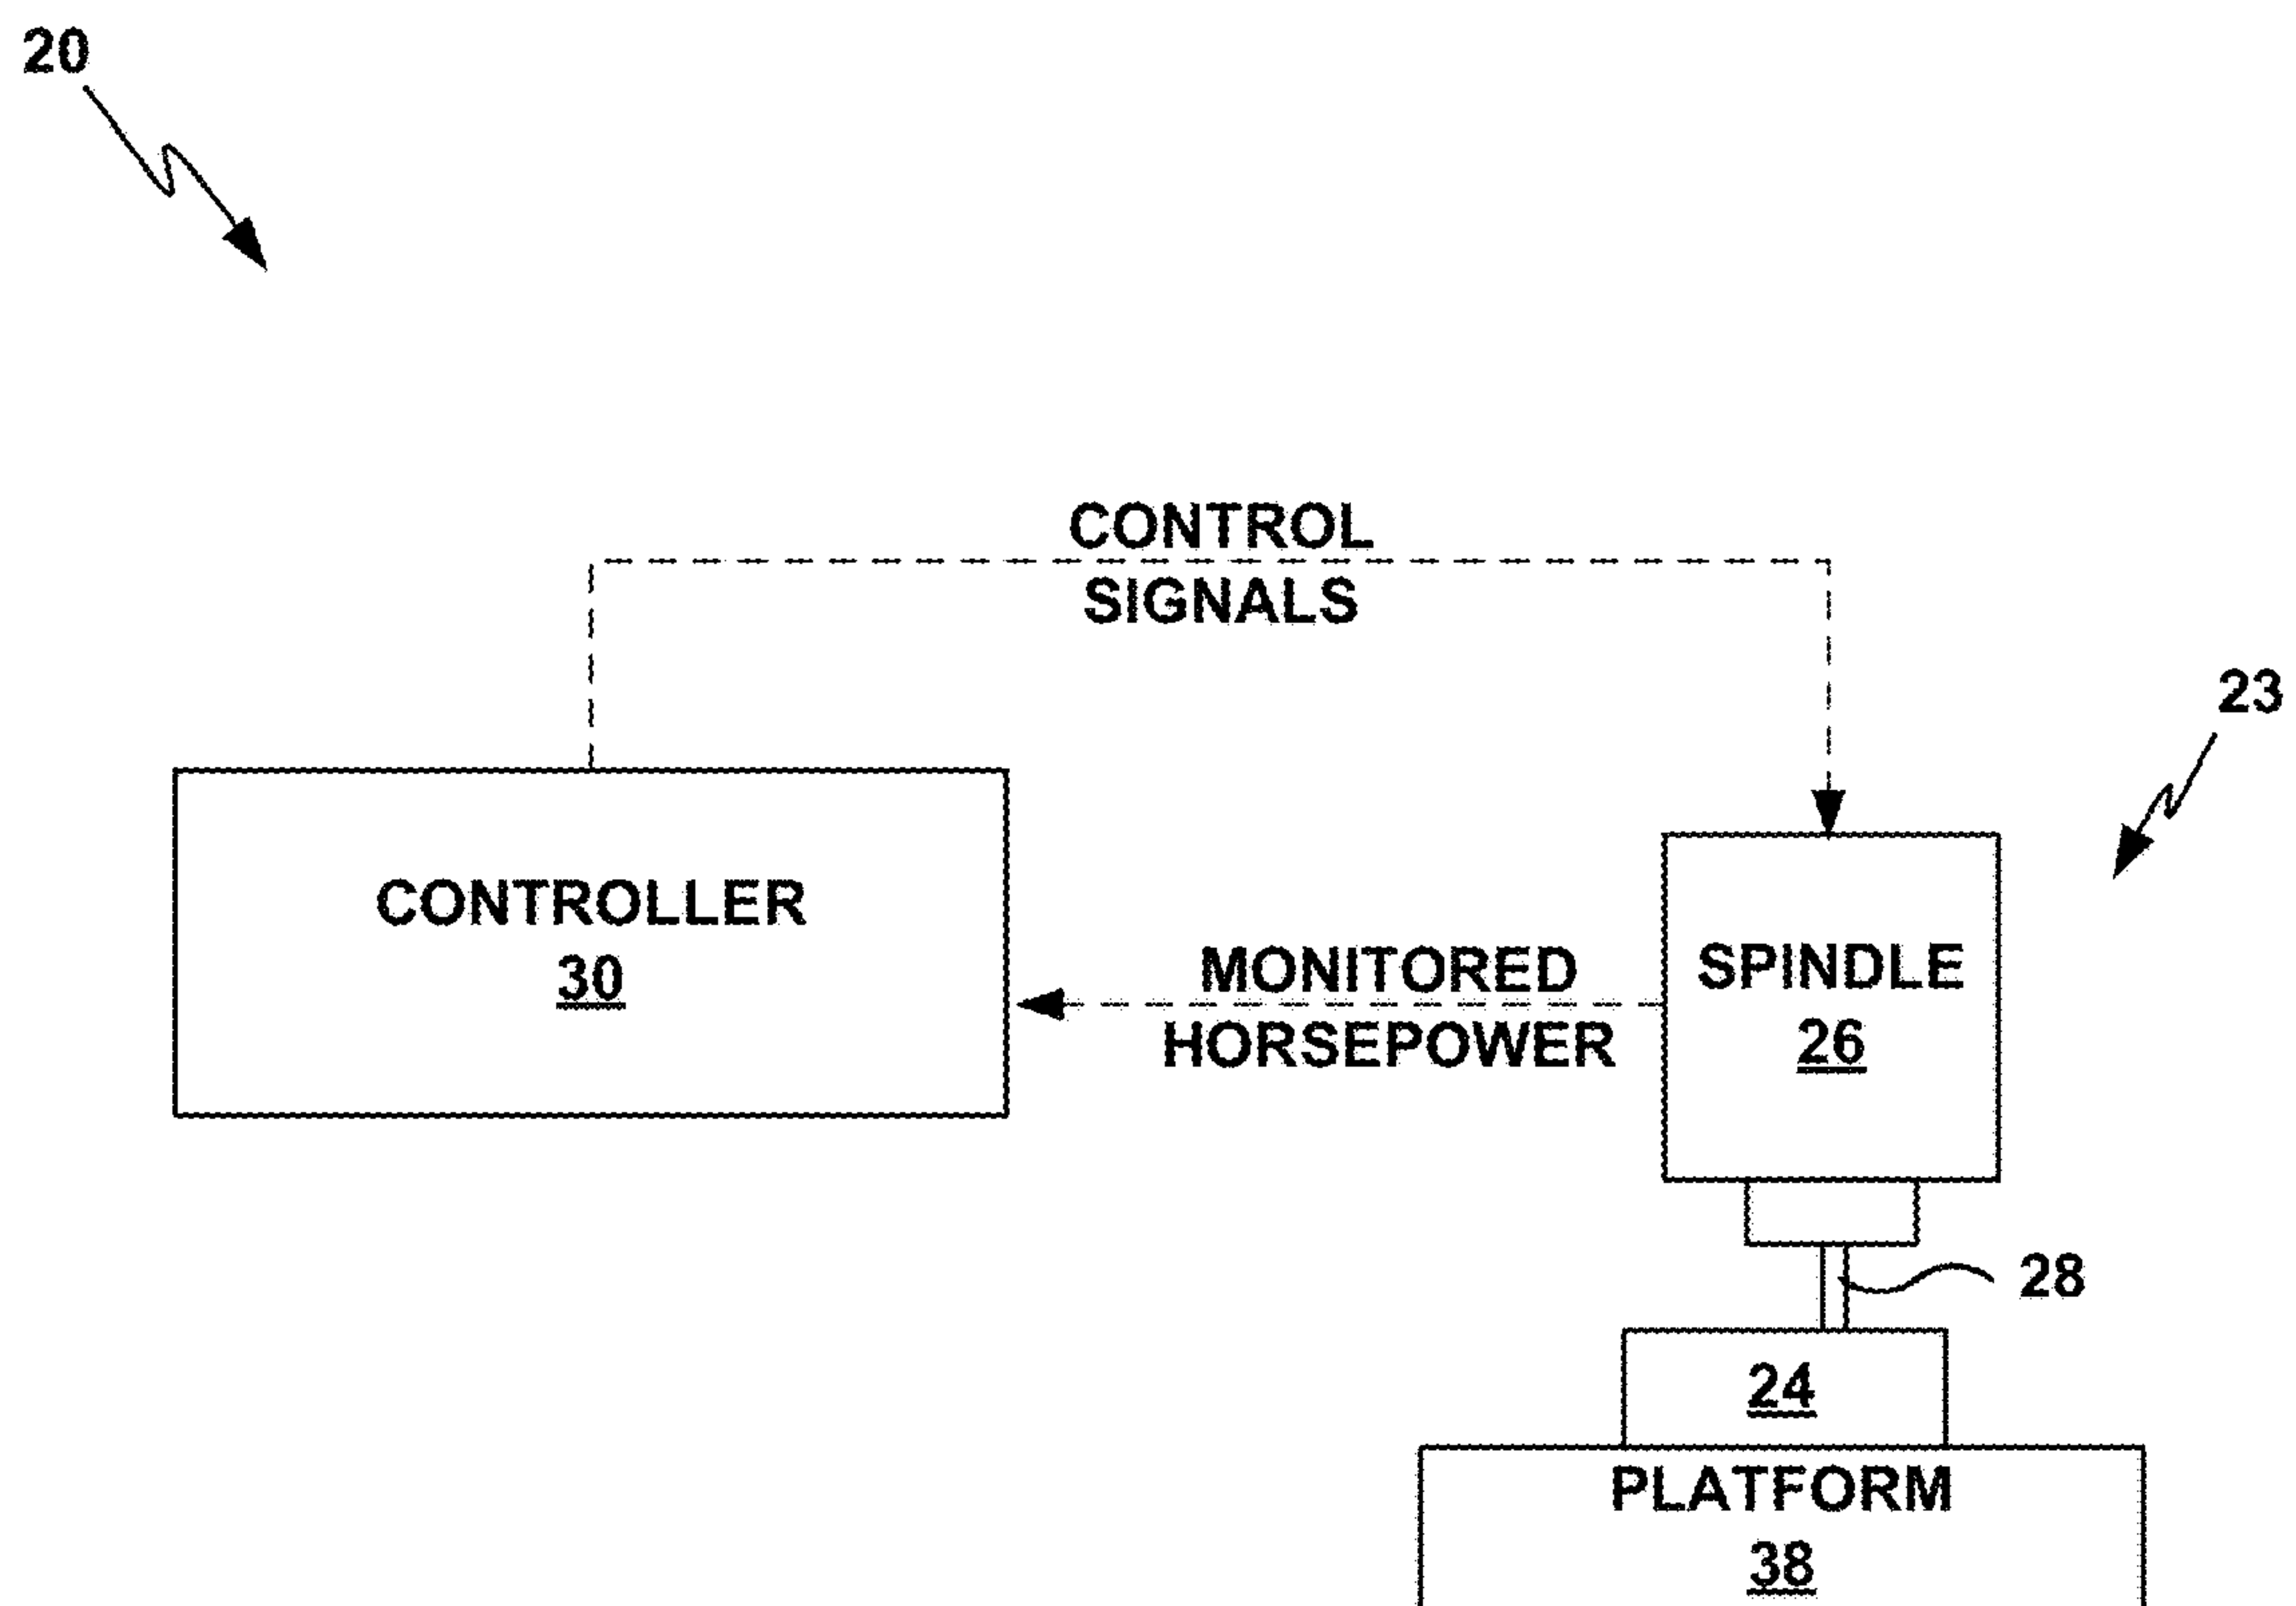 20
CONTROL
SIGNALS
23
CONTROLLER
30
MONITORED
HORSEPOWER
SPINDLE
26
28
24
PLATFORM
38